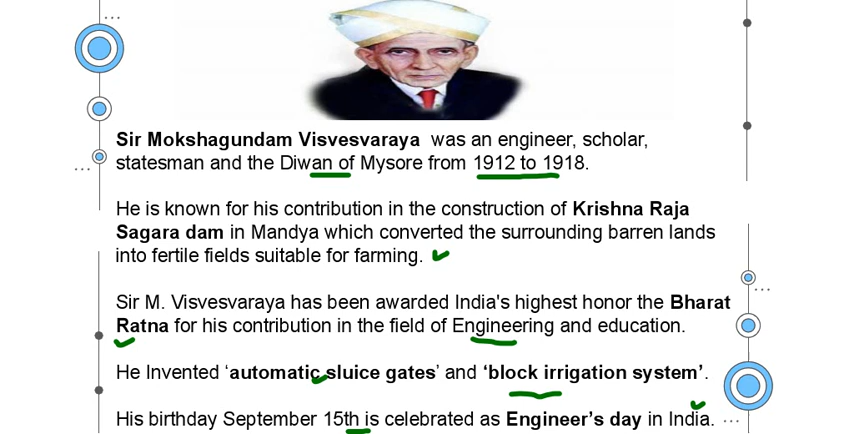 Sir Mokshagundam Visvesvaraya was an engineer, scholar,
statesman and the Diwan of Mysore from 1912 to 1918.
He is known for his contribution in the construction of Krishna Raja
Sagara dam in Mandya which converted the surrounding barren lands
into fertile fields suitable for farming.
Sir M. Visvesvaraya has been awarded India's highest honor the Bharat
Ratna for his contribution in the field of Engineering and education.
He Invented ‘automatic sluice gates’ and ‘block irrigation system’.
His birthday September 15th is celebrated as Engineer’s day in India.